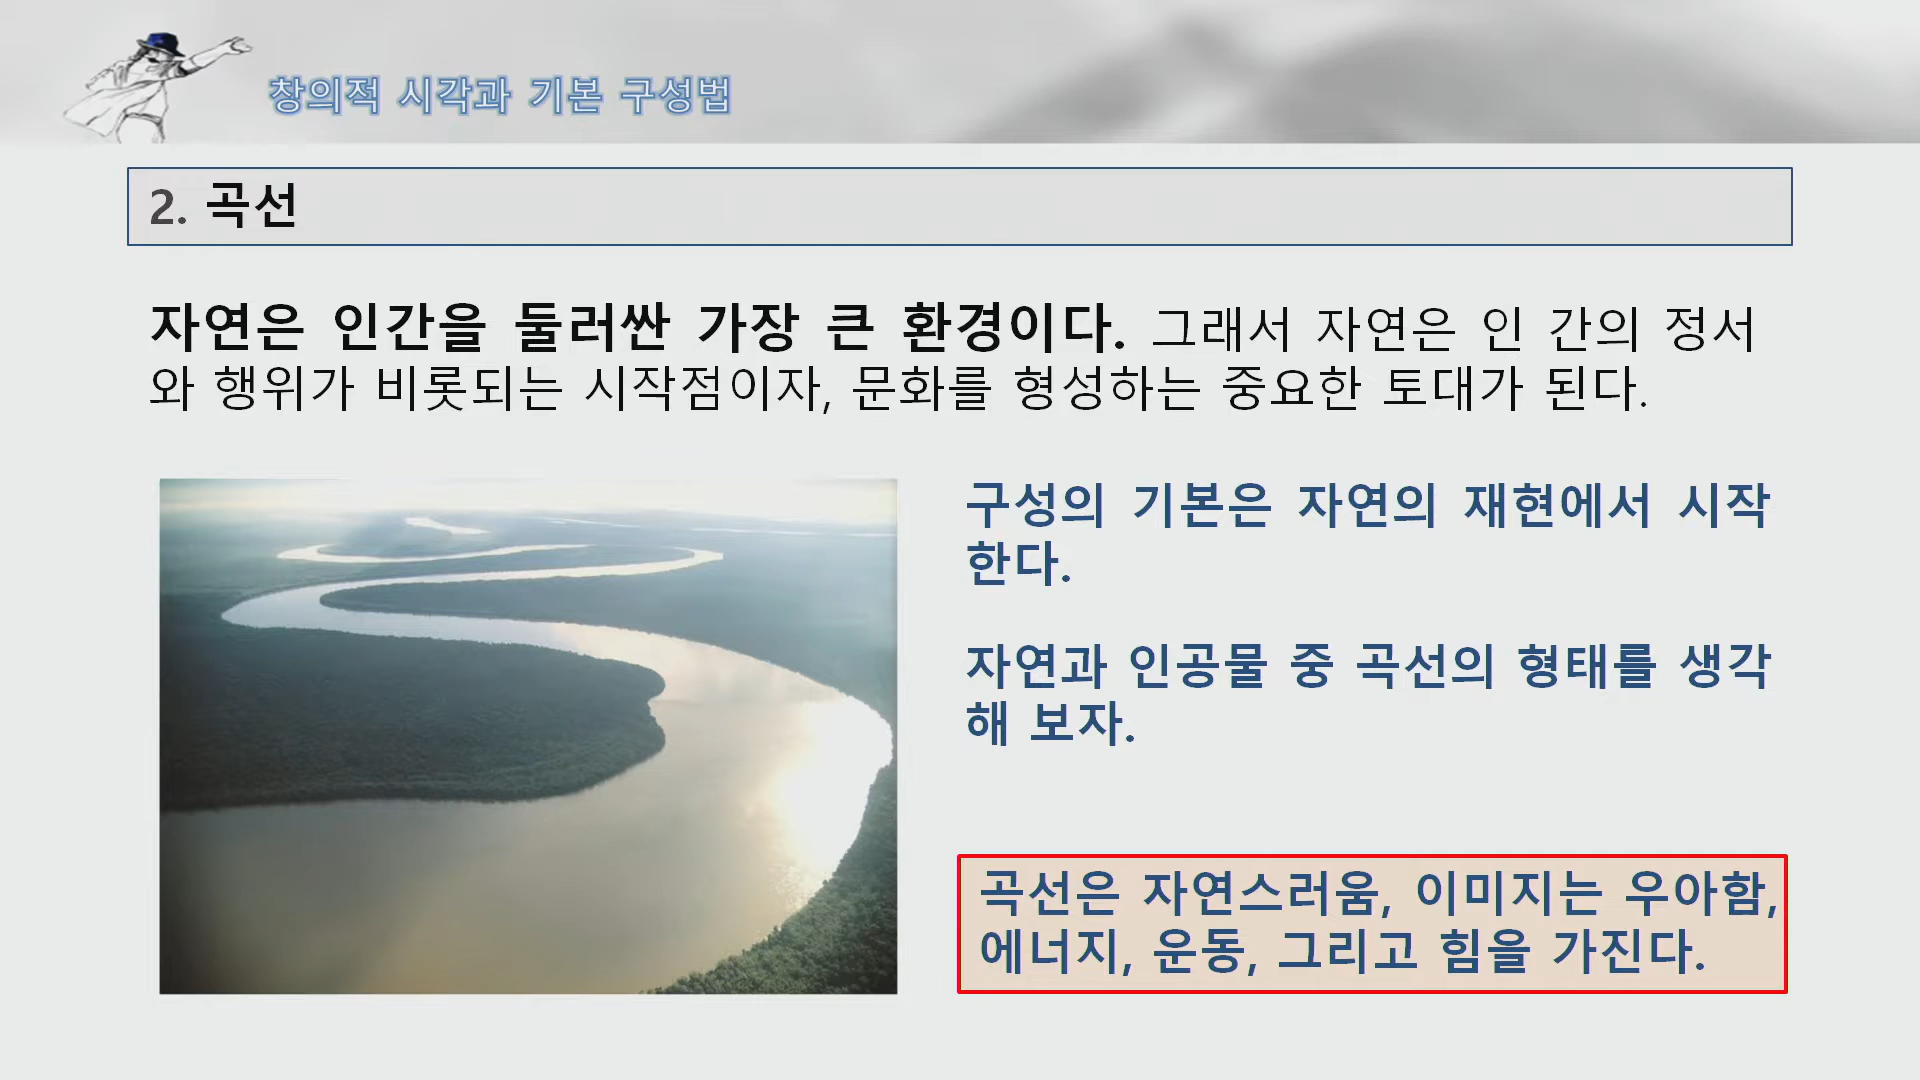 창의적 시각과 기본 구성법
2. 곡선
자연은 인간을 둘러싼 가장 큰 환경이다. 그래서 자연은 인 간의 정서
와 행위가 비롯되는 시작점이자, 문화를 형성하는 중요한 토대가 된다.
구성의 기본은 자연의 재현에서 시작
한다.
자연과 인공물 중 곡선의 형태를 생각
해 보자.
곡선은 자연스러움, 이미지는 우아함,
에너지, 운동, 그리고 힘을 가진다.